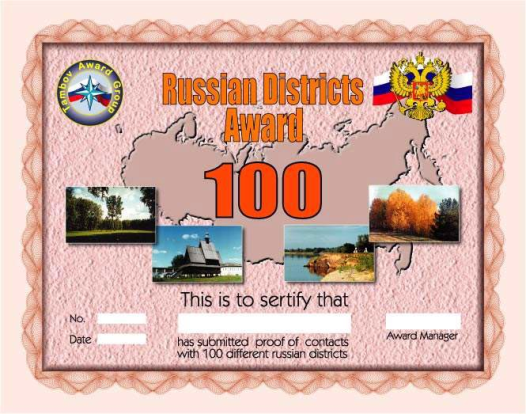 Tambov Award Group
Russian Districts
Award
100
This is to sertify that
No.
Date
has submitted proof of contacts
with 100 different russian districts
Award Manager